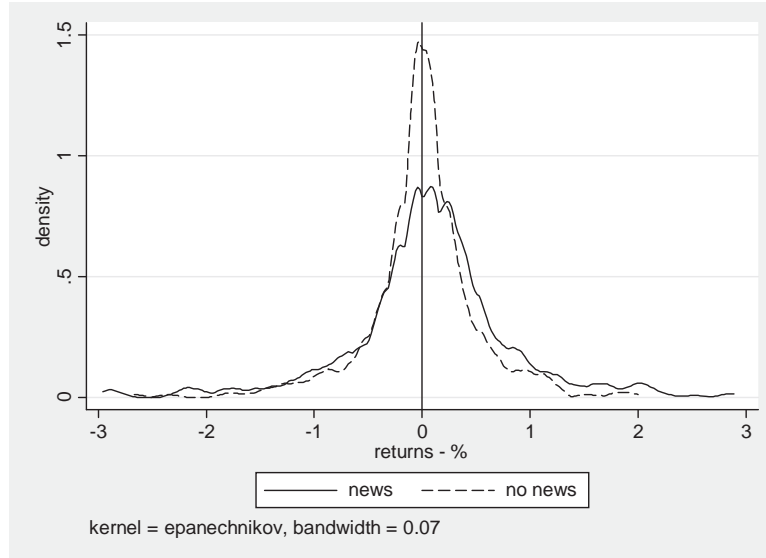 1.5
1
.5
0
density
-3 -2 -1 0 1 2 3
returns - %
news no news
kernel = epanechnikov, bandwidth = 0.07